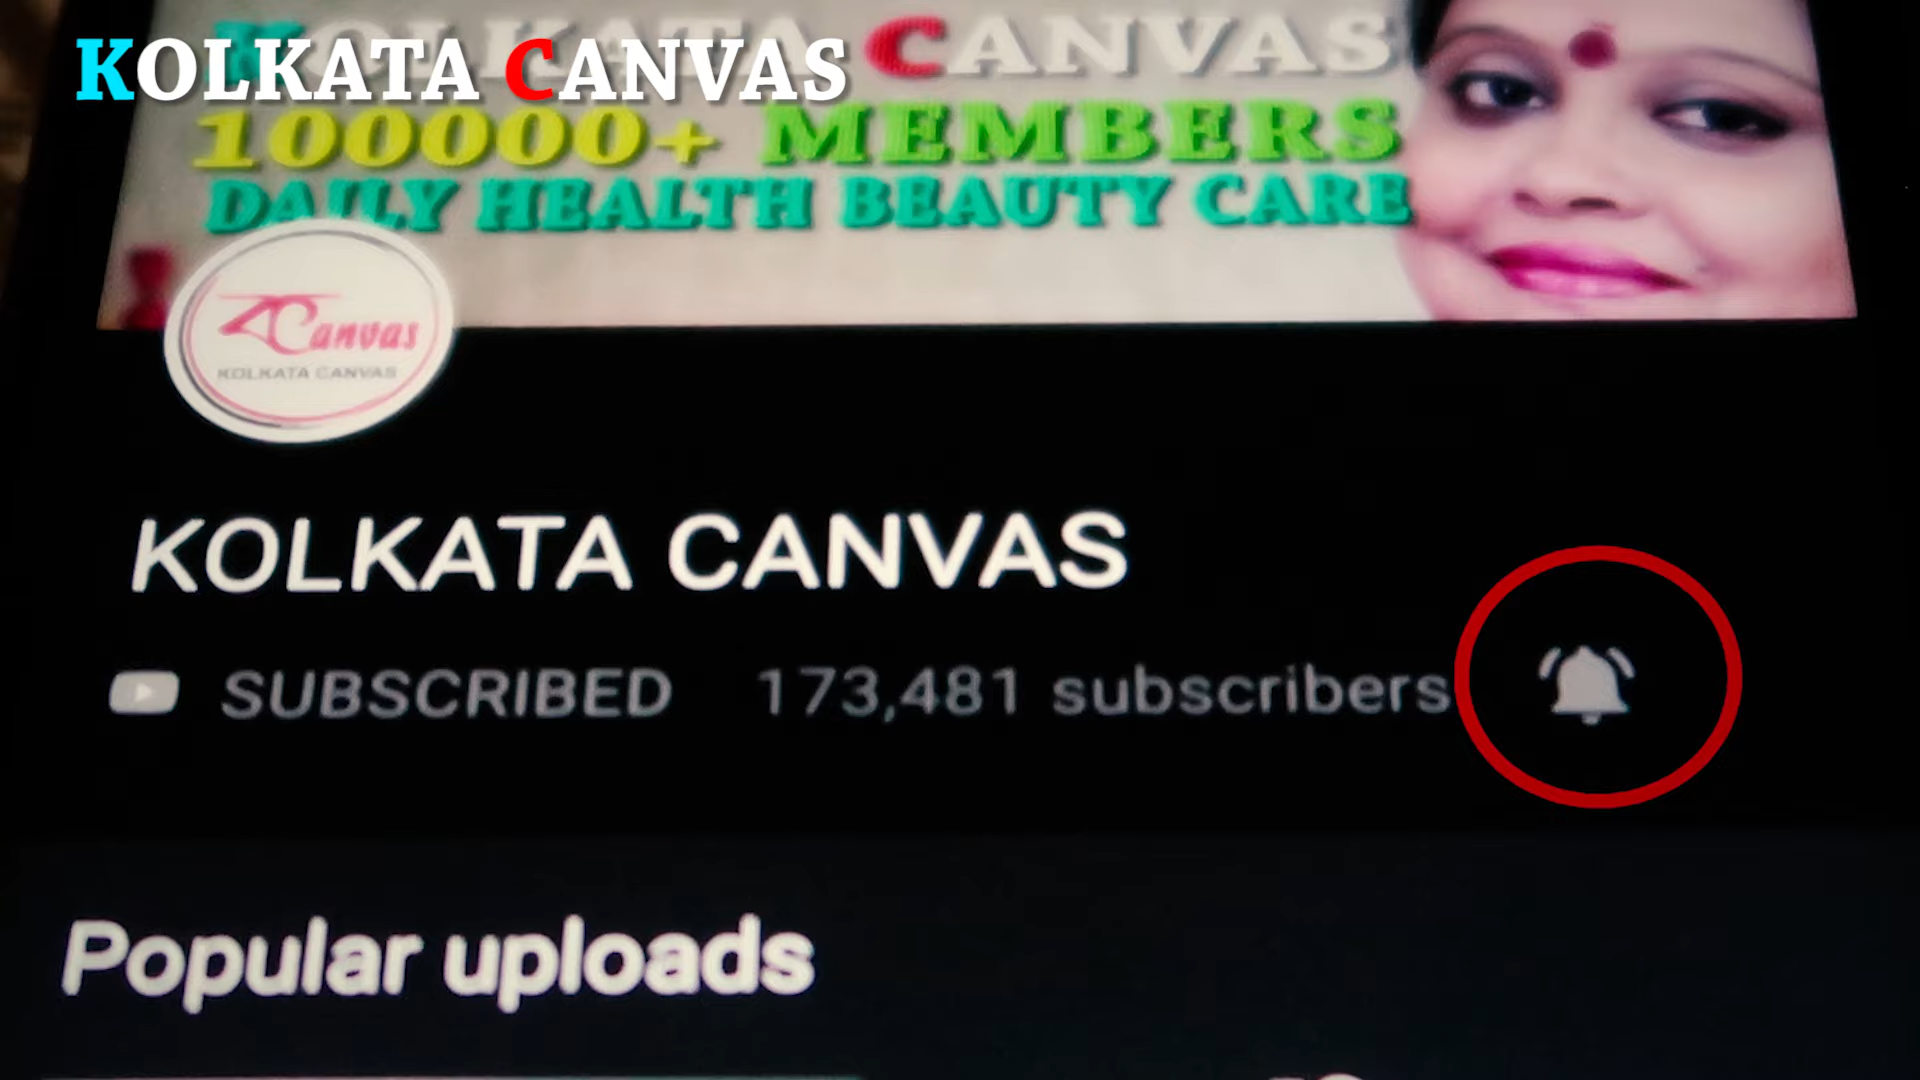 KOLKATA CANVAS
KOLKATA CANVAS
100000+ MEMBERS
DAILY HEALTH BEAUTY CARE
Canvas
KOLKATA CANVAS
KOLKATA CANVAS
SUBSCRIBED 173,481 subscribers
Popular uploads